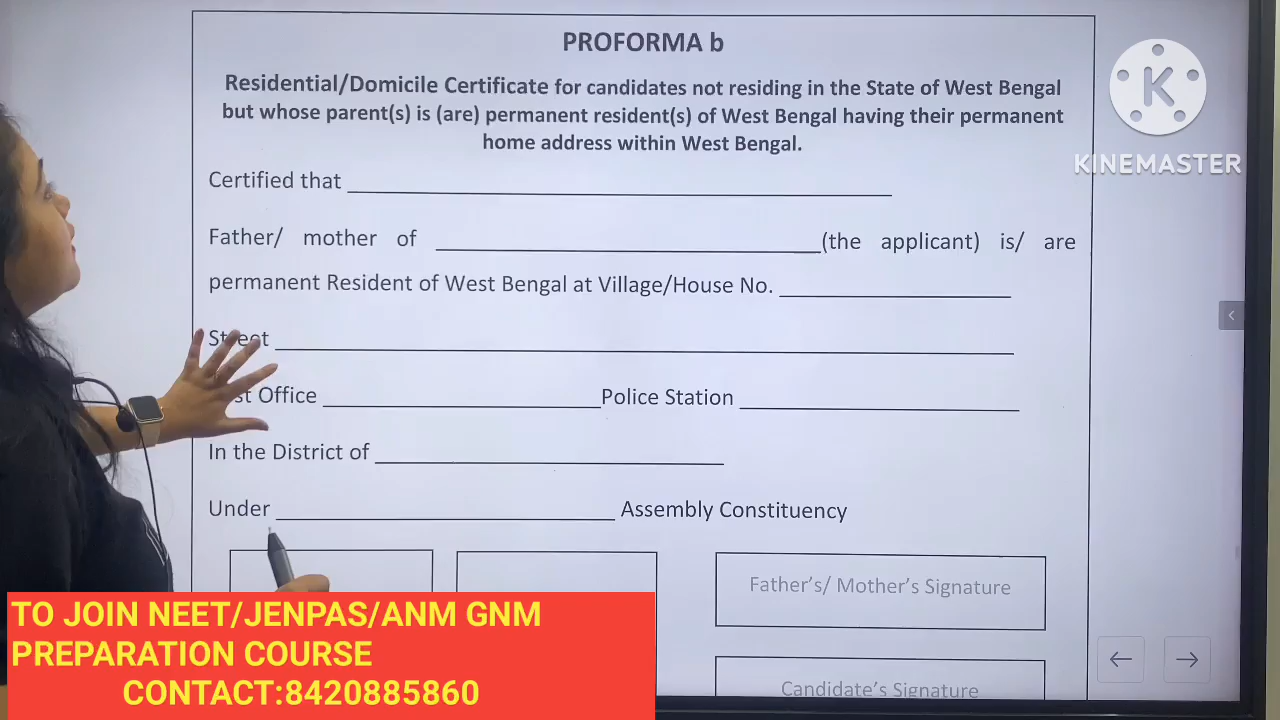 PROFORMA b
Residential/Domicile Certificate for candidates not residing in the State of West Bengal
but whose parent(s) is (are) permanent resident(s) of West Bengal having their permanent
home address within West Bengal.
Certified that
Father/ mother of (the applicant) is/ are
permanent Resident of West Bengal at Village/House No.
Street
Office Police Station
In the District of
Under Assembly Constituency
Father's/ Mother's Signature
Candidate's Signature
K
KINEMASTER
TO JOIN NEET/JENPAS/ANM GNM
PREPARATION COURSE
CONTACT:8420885860